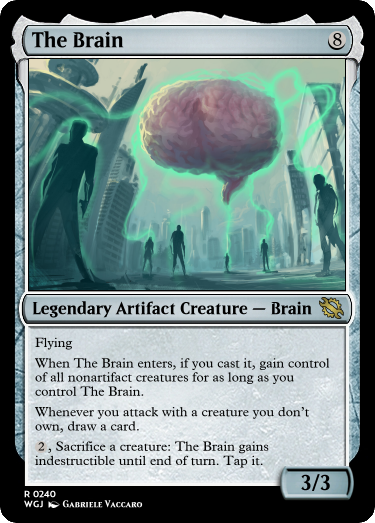 The Brain 8
Legendary Artifact Creature — Brain
Flying
When The Brain enters, if you cast it, gain control
of all nonartifact creatures for as long as you
control The Brain.
Whenever you attack with a creature you don't
own, draw a card.
2, Sacrifice a creature: The Brain gains
indestructible until end of turn. Tap it.
3/3
R 0240
WGJ Gabriele Vaccaro